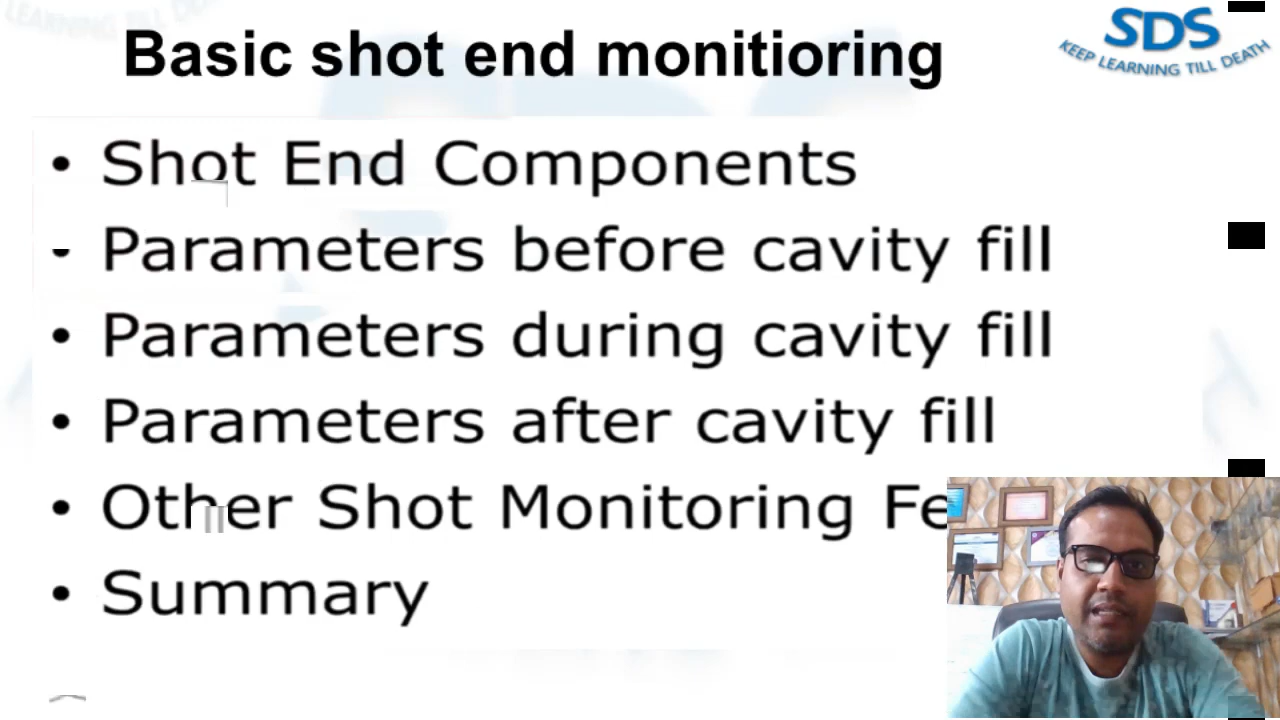 Basic shot end monitioring
SDS
KEEP LEARNING TILL DEATH
• Shot End Components
• Parameters before cavity fill
• Parameters during cavity fill
• Parameters after cavity fill
• Other Shot Monitoring
• Summary